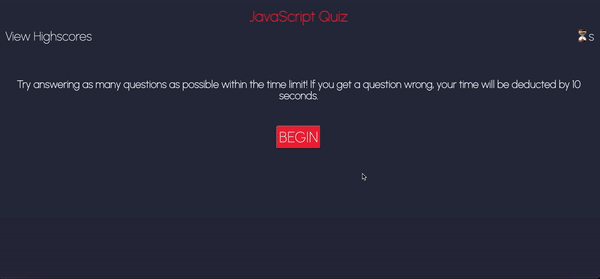 JavaScript Quiz
View Highscores
⏳s
Try answering as many questions as possible within the time limit! If you get a question wrong, your time will be deducted by 10
seconds.
BEGIN